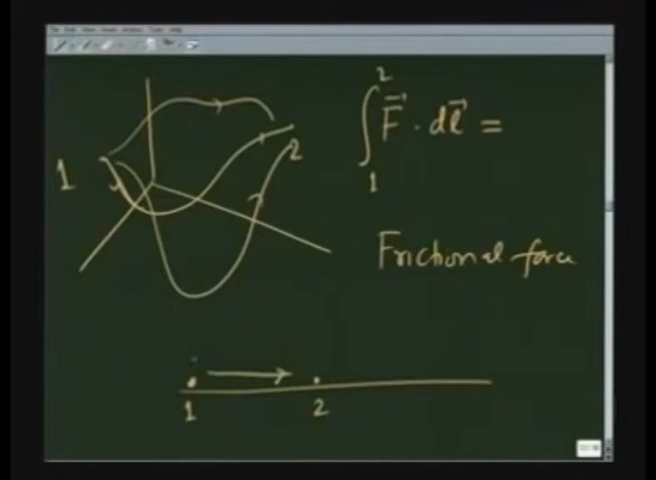 2
∫ F⃗ · dl⃗ =
1
1
2
Frictional force
1 2